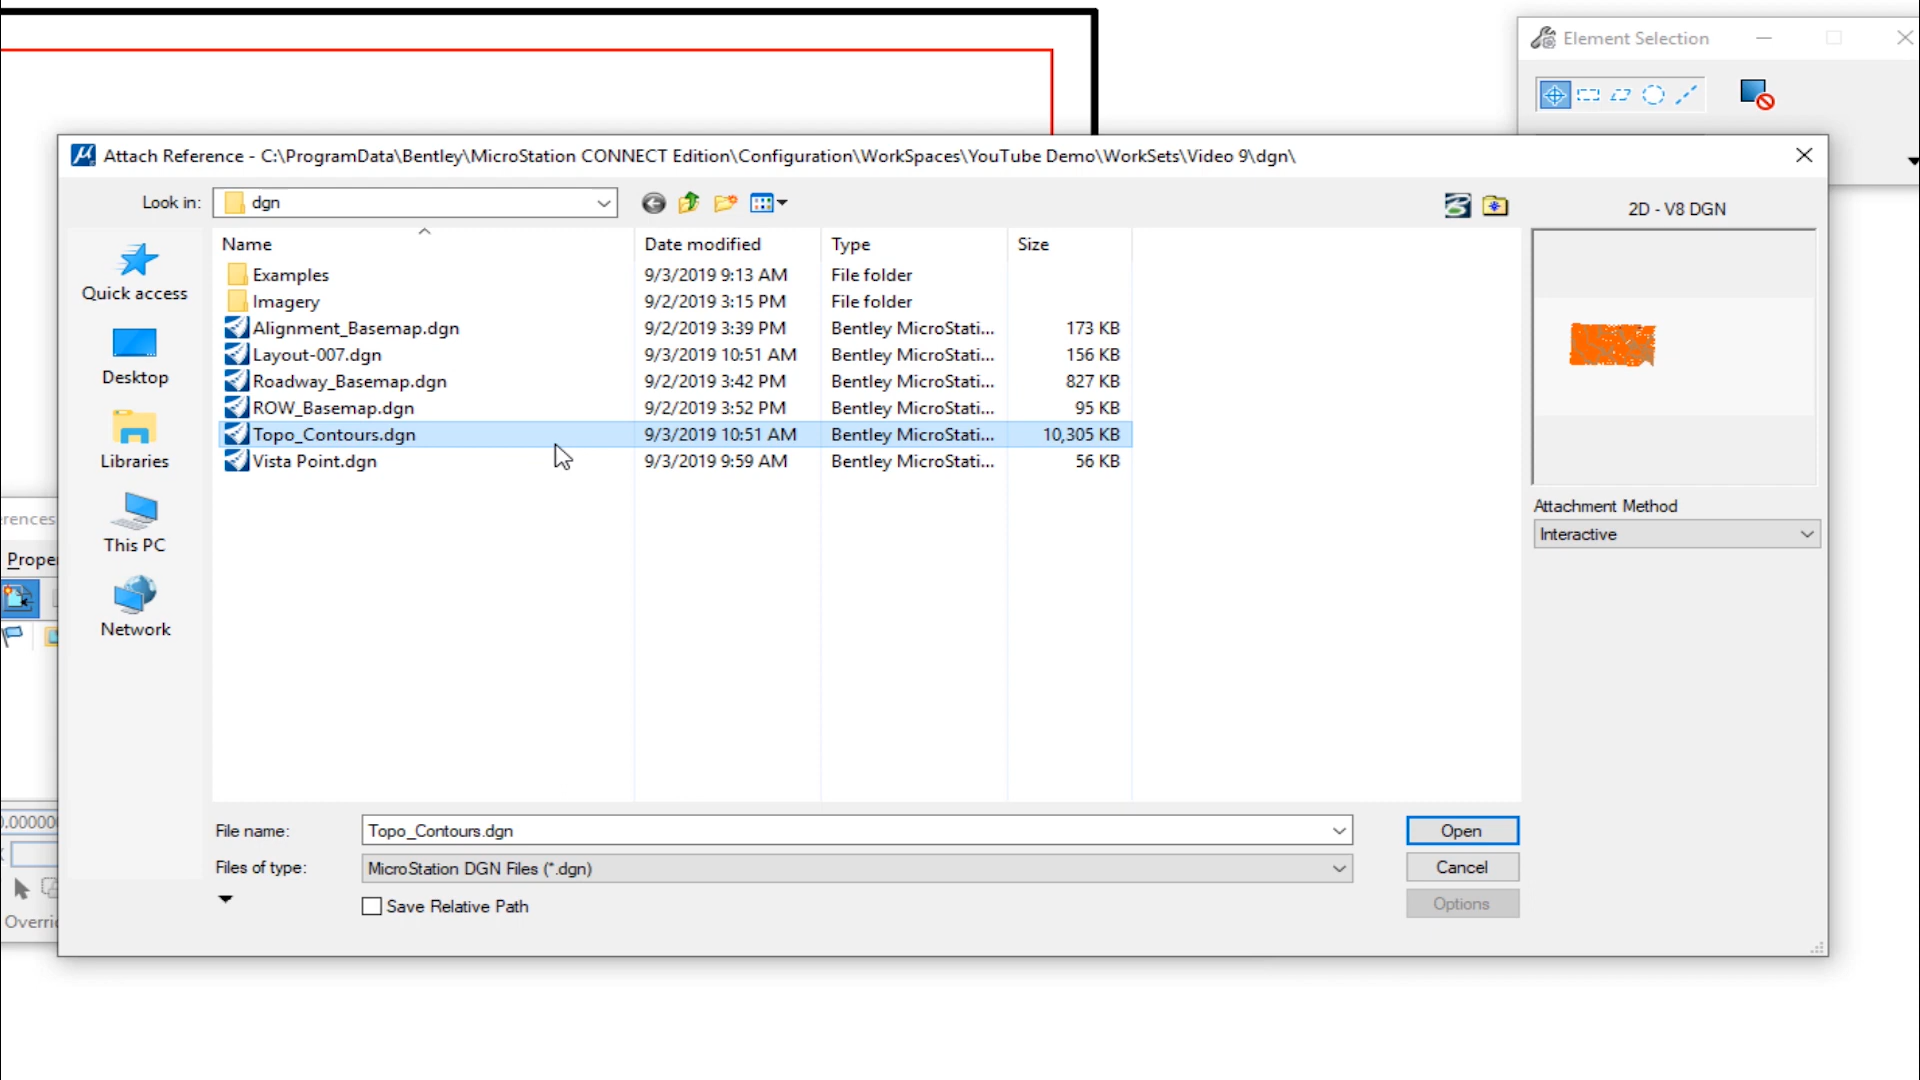 Element Selection
Attach Reference - C:\ProgramData\Bentley\MicroStation CONNECT Edition\Configuration\WorkSpaces\YouTube Demo\WorkSets\Video 9\dgn\
Look in: dgn
2D - V8 DGN
Name Date modified Type Size
Examples 9/3/2019 9:13 AM File folder
Imagery 9/2/2019 3:15 PM File folder
Alignment_Basemap.dgn 9/2/2019 3:39 PM Bentley MicroStati... 173 KB
Layout-007.dgn 9/3/2019 10:51 AM Bentley MicroStati... 156 KB
Roadway_Basemap.dgn 9/2/2019 3:42 PM Bentley MicroStati... 827 KB
ROW_Basemap.dgn 9/2/2019 3:52 PM Bentley MicroStati... 95 KB
Topo_Contours.dgn 9/3/2019 10:51 AM Bentley MicroStati... 10,305 KB
Vista Point.dgn 9/3/2019 9:59 AM Bentley MicroStati... 56 KB
Quick access
Desktop
Libraries
This PC
Network
Attachment Method
Interactive
erences
Proper
0.000000
Overric
File name: Topo_Contours.dgn Open
Files of type: MicroStation DGN Files (*.dgn) Cancel
Save Relative Path Options